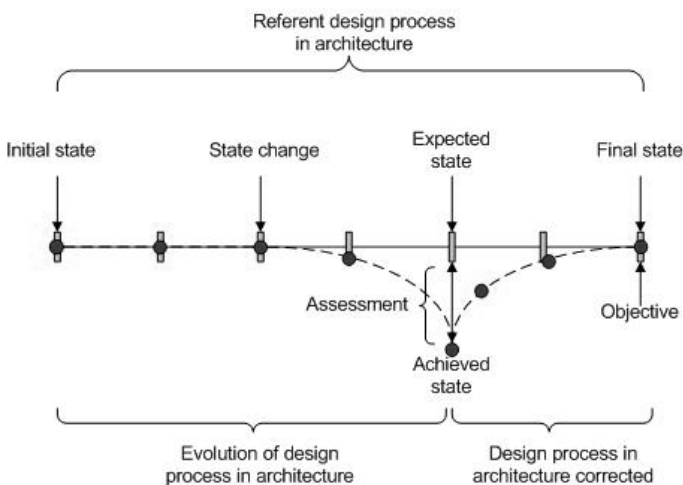 Referent design process
in architecture
Initial state
State change
Expected
state
Final state
Assessment
Objective
Achieved
state
Evolution of design
process in architecture
Design process in
architecture corrected